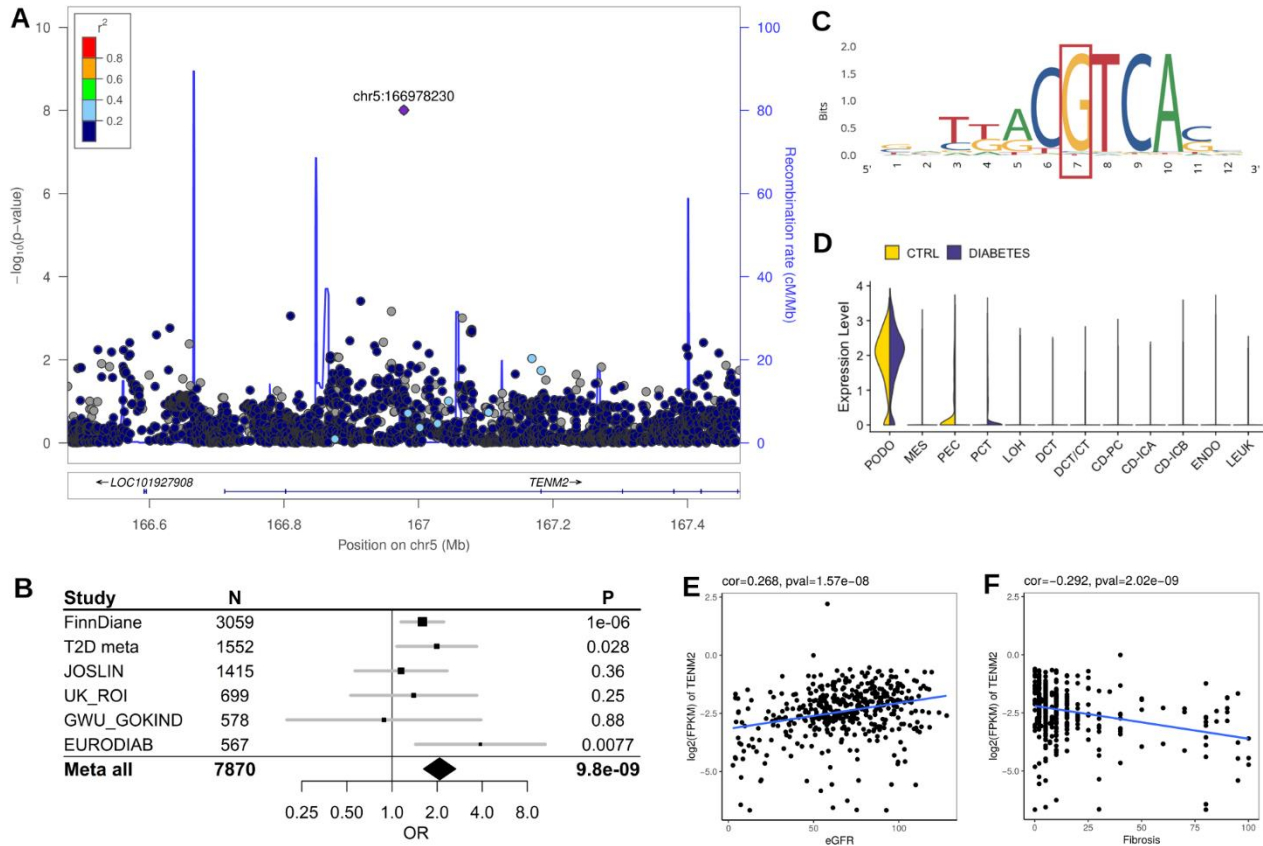 A
r²
0.8
0.6
0.4
0.2
chr5:166978230
−log₁₀(p−value)
10
8
6
4
2
0
Recombination rate (cM/Mb)
100
80
60
40
20
0
←LOC101927908
TENM2→
166.6 166.8 167 167.2 167.4
Position on chr5 (Mb)
B
Study N P
FinnDiane 3059 1e-06
T2D meta 1552 0.028
JOSLIN 1415 0.36
UK_ROI 699 0.25
GWU_GOKIND 578 0.88
EURODIAB 567 0.0077
Meta all 7870 9.8e-09
0.25 0.50 1.0 2.0 4.0 8.0
OR
C
2.0
1.5
1.0
0.5
0.0
Bits
TTACGTCA
5' 1 2 3 4 5 6 7 8 9 10 11 12 3'
D
CTRL DIABETES
Expression Level
4
3
2
1
0
PODO MES PEC PCT LOH DCT DCT/CT CD-PC CD-ICA CD-ICB ENDO LEUK
E
cor=0.268, pval=1.57e−08
log2(FPKM) of TENM2
2.5
0.0
−2.5
−5.0
0 50 100
eGFR
F
cor=−0.292, pval=2.02e−09
log2(FPKM) of TENM2
2.5
0.0
−2.5
−5.0
0 25 50 75 100
Fibrosis